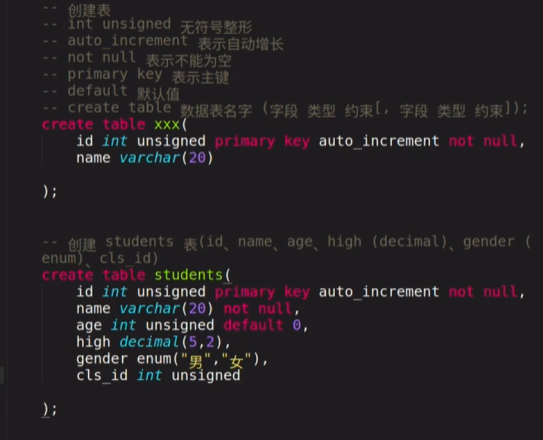 -- 创建表
-- int unsigned 无符号整形
-- auto_increment 表示自动增长
-- not null 表示不能为空
-- primary key 表示主键
-- default 默认值
-- create table 数据表名字 (字段 类型 约束[, 字段 类型 约束]);
create table xxx(
id int unsigned primary key auto_increment not null,
name varchar(20)
);
-- 创建 students 表(id、name、age、high (decimal)、gender (
enum)、cls_id)
create table students(
id int unsigned primary key auto_increment not null,
name varchar(20) not null,
age int unsigned default 0,
high decimal(5,2),
gender enum("男","女"),
cls_id int unsigned
);